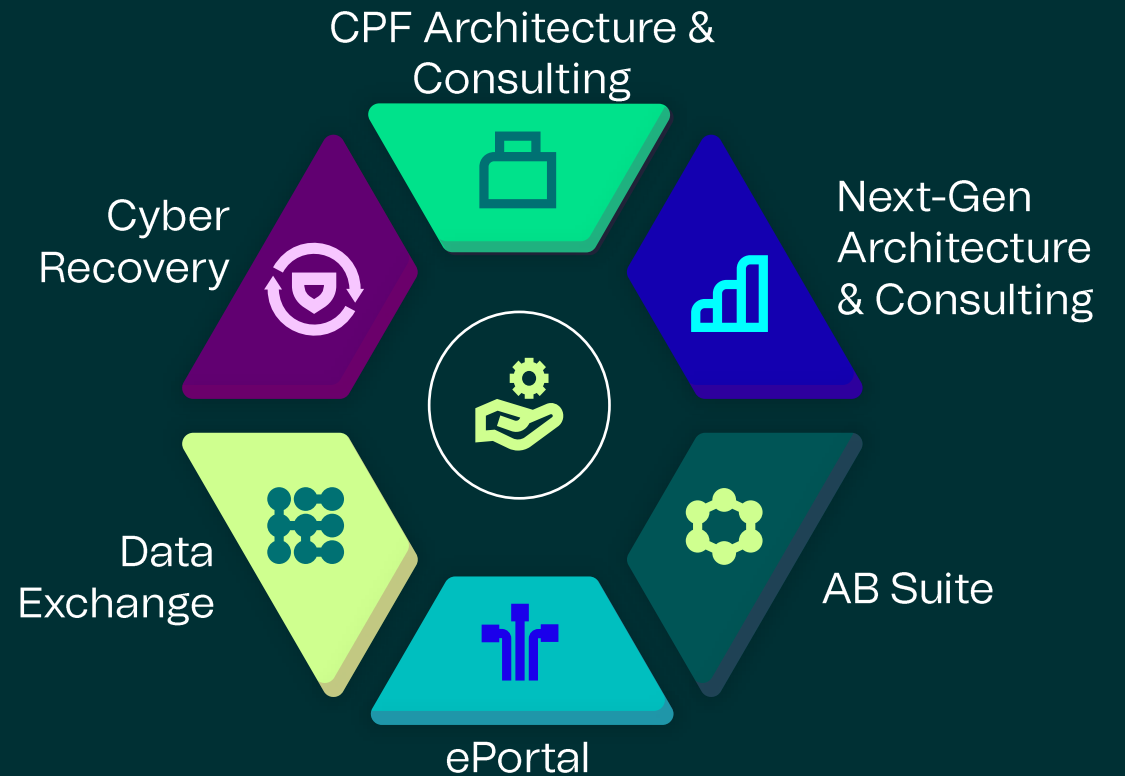 CPF Architecture &
Consulting
Next-Gen
Architecture
& Consulting
AB Suite
ePortal
Data
Exchange
Cyber
Recovery